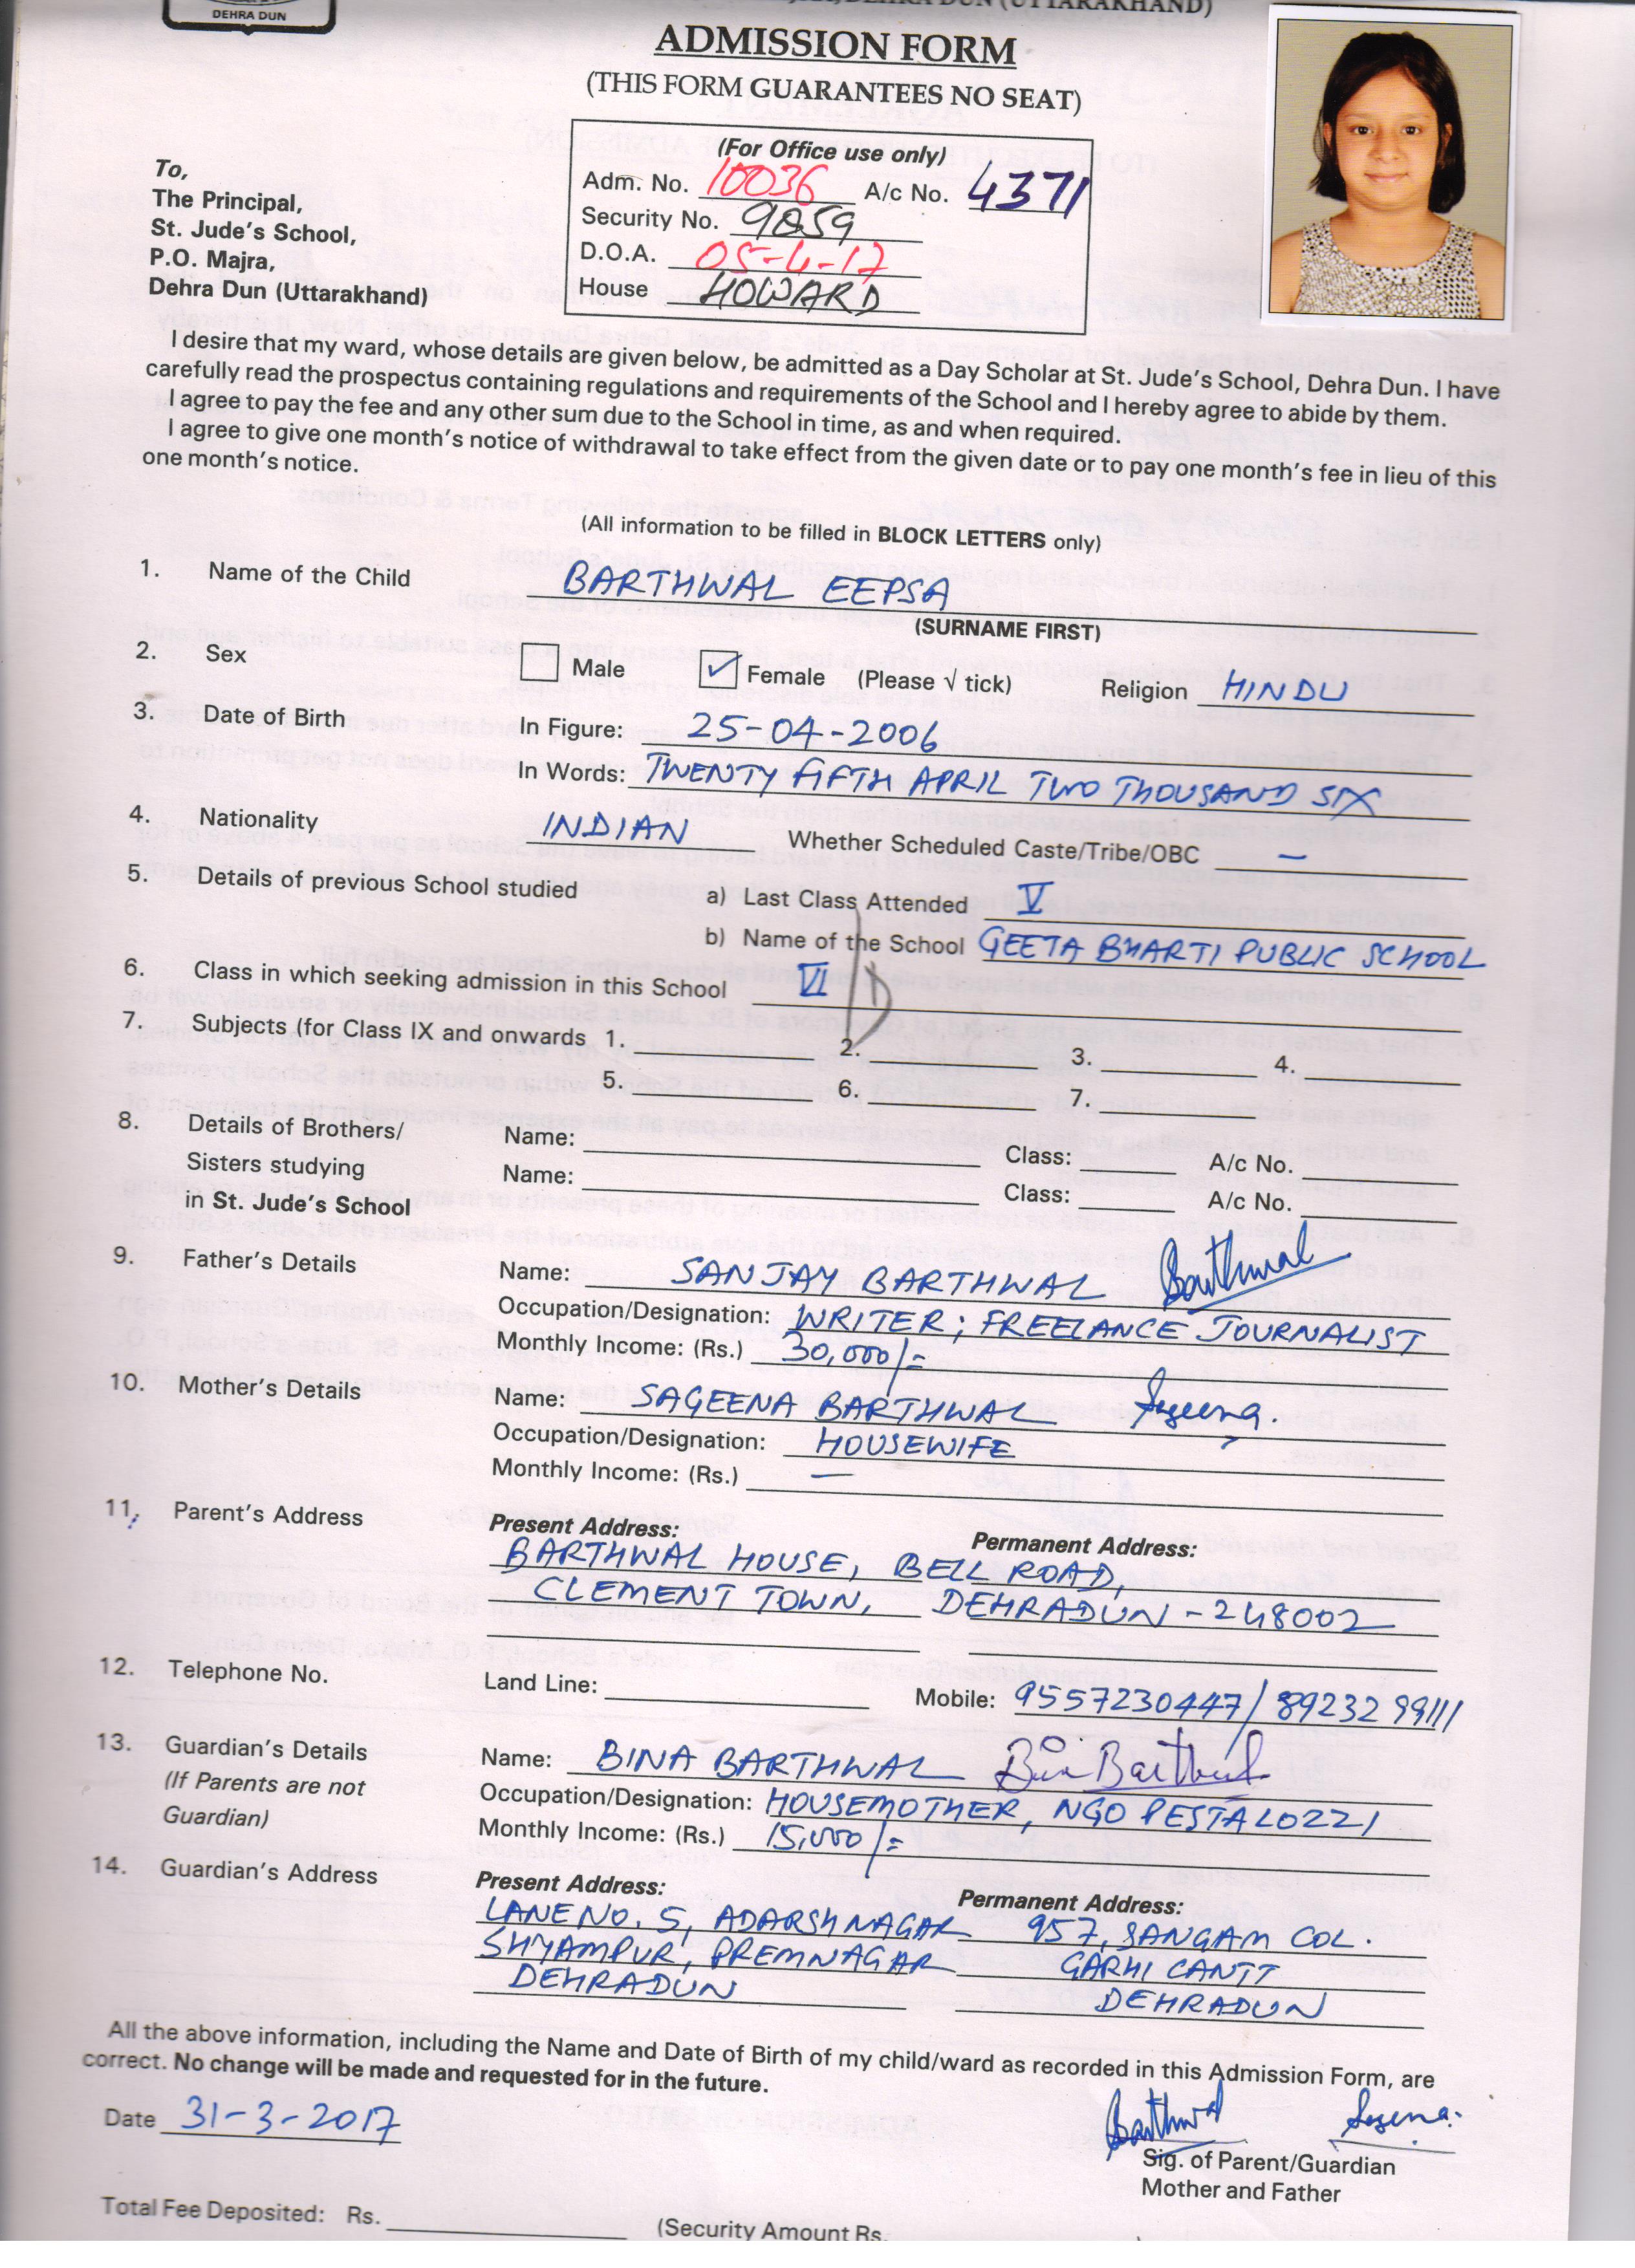 DEHRA DUN
ADMISSION FORM
(THIS FORM GUARANTEES NO SEAT)
(For Office use only)
Adm. No. 10036 A/c No. 4371
Security No. 9859
D.O.A. 05-4-17
House HOWARD
To,
The Principal,
St. Jude's School,
P.O. Majra,
Dehra Dun (Uttarakhand)
I desire that my ward, whose details are given below, be admitted as a Day Scholar at St. Jude's School, Dehra Dun. I have
carefully read the prospectus containing regulations and requirements of the School and I hereby agree to abide by them.
I agree to pay the fee and any other sum due to the School in time, as and when required.
I agree to give one month's notice of withdrawal to take effect from the given date or to pay one month's fee in lieu of this
one month's notice.
(All information to be filled in BLOCK LETTERS only)
1. Name of the Child BARTHWAL EEPSA
(SURNAME FIRST)
2. Sex Male ✓ Female (Please √ tick) Religion HINDU
3. Date of Birth In Figure: 25-04-2006
In Words: TWENTY FIFTH APRIL TWO THOUSAND SIX
4. Nationality INDIAN Whether Scheduled Caste/Tribe/OBC —
5. Details of previous School studied a) Last Class Attended V
b) Name of the School GEETA BHARTI PUBLIC SCHOOL
6. Class in which seeking admission in this School VI D
7. Subjects (for Class IX and onwards 1. 2. 3. 4.
5. 6. 7.
8. Details of Brothers/ Name: Class: A/c No.
Sisters studying Name: Class: A/c No.
in St. Jude's School
9. Father's Details Name: SANJAY BARTHWAL Barthwal
Occupation/Designation: WRITER; FREELANCE JOURNALIST
Monthly Income: (Rs.) 30,000/=
10. Mother's Details Name: SAGEENA BARTHWAL Sageena.
Occupation/Designation: HOUSEWIFE
Monthly Income: (Rs.) —
11. Parent's Address Present Address: Permanent Address:
BARTHWAL HOUSE, BELL ROAD,
CLEMENT TOWN, DEHRADUN - 248002
12. Telephone No. Land Line: Mobile: 9557230447/8923299111
13. Guardian's Details Name: BINA BARTHWAL Bina Barthwal
(If Parents are not Occupation/Designation: HOUSEMOTHER, NGO PESTALOZZI
Guardian) Monthly Income: (Rs.) 15,000/=
14. Guardian's Address Present Address: Permanent Address:
LANE NO. 5, ADARSH NAGAR 957, SANGAM COL.
SHYAMPUR, PREMNAGAR GARHI CANTT
DEHRADUN DEHRADUN
All the above information, including the Name and Date of Birth of my child/ward as recorded in this Admission Form, are
correct. No change will be made and requested for in the future.
Date 31-3-2017 Barthwal Sageena.
Sig. of Parent/Guardian
Mother and Father
Total Fee Deposited: Rs. (Security Amount Rs.